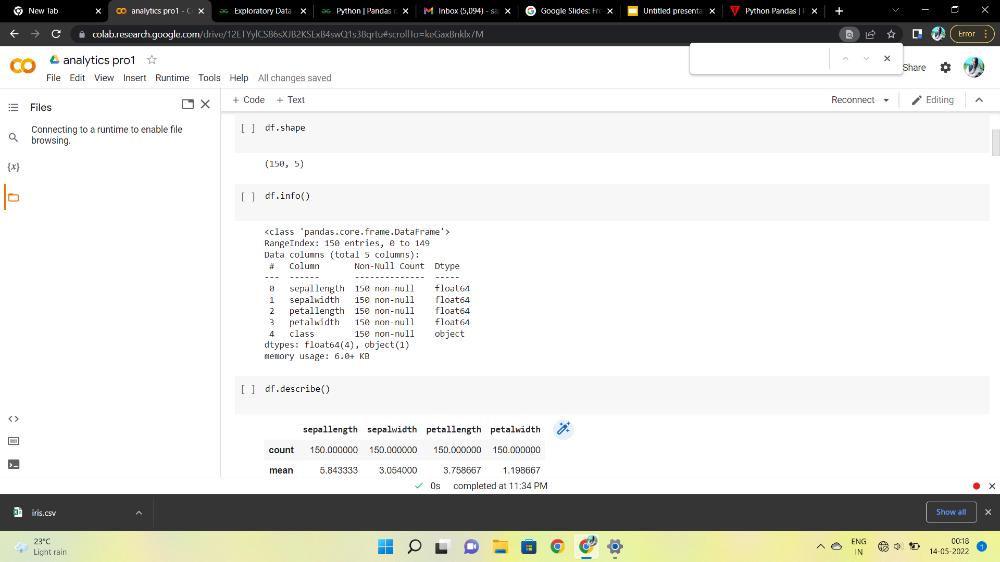 New Tab
analytics pro1 - C
Exploratory Data
Python | Pandas d
Inbox (5,094) - sa
Google Slides: Fre
Untitled presenta
Python Pandas | P
colab.research.google.com/drive/12ETYylCS86sXJB2KSExB4swQ1s38qrtu#scrollTo=keGaxBnklx7M
Error
analytics pro1
Share
File Edit View Insert Runtime Tools Help All changes saved
Files
+ Code + Text
Reconnect
Editing
Connecting to a runtime to enable file
browsing.
{x}
[ ] df.shape
(150, 5)
[ ] df.info()
<class 'pandas.core.frame.DataFrame'>
RangeIndex: 150 entries, 0 to 149
Data columns (total 5 columns):
# Column Non-Null Count Dtype
--- ------ -------------- -----
0 sepallength 150 non-null float64
1 sepalwidth 150 non-null float64
2 petallength 150 non-null float64
3 petalwidth 150 non-null float64
4 class 150 non-null object
dtypes: float64(4), object(1)
memory usage: 6.0+ KB
[ ] df.describe()
sepallength sepalwidth petallength petalwidth
count 150.000000 150.000000 150.000000 150.000000
mean 5.843333 3.054000 3.758667 1.198667
0s completed at 11:34 PM
iris.csv
Show all
23°C
Light rain
ENG
IN
00:18
14-05-2022
1